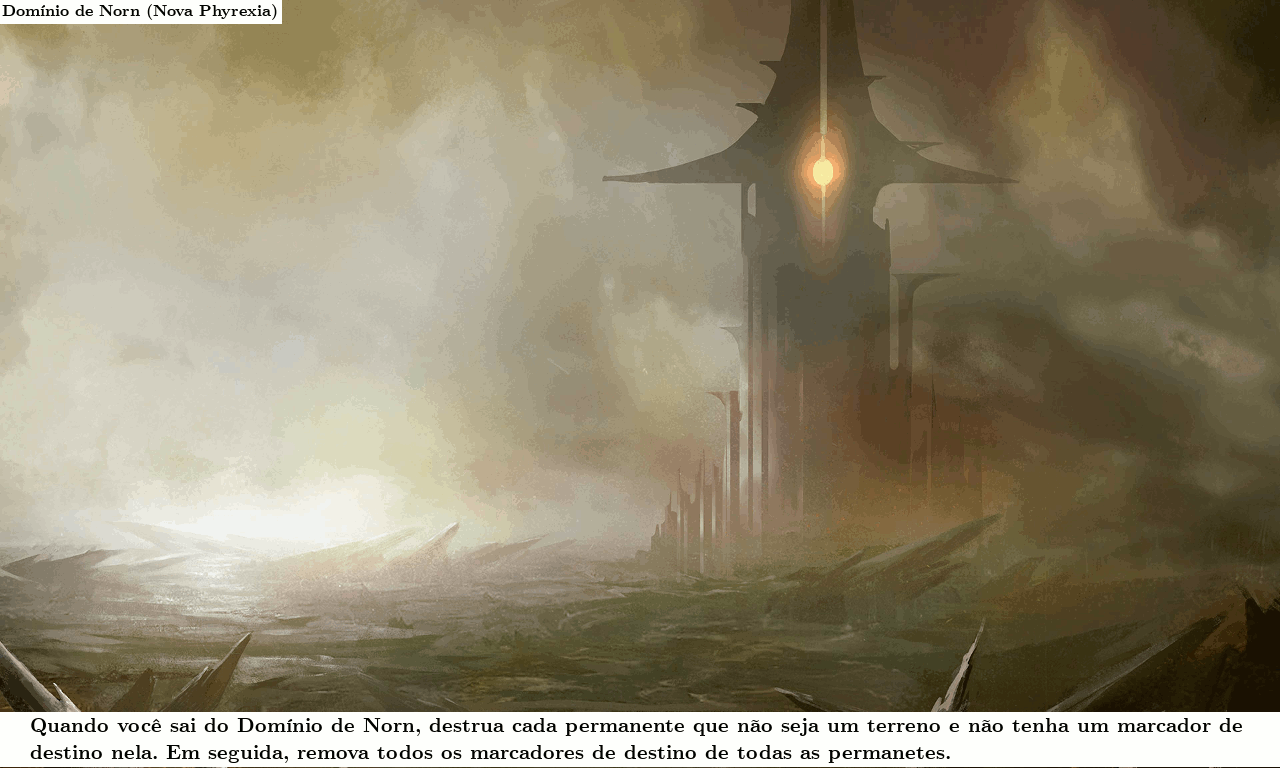 Domínio de Norn (Nova Phyrexia)
Quando você sai do Domínio de Norn, destrua cada permanente que não seja um terreno e não tenha um marcador de
destino nela. Em seguida, remova todos os marcadores de destino de todas as permanetes.